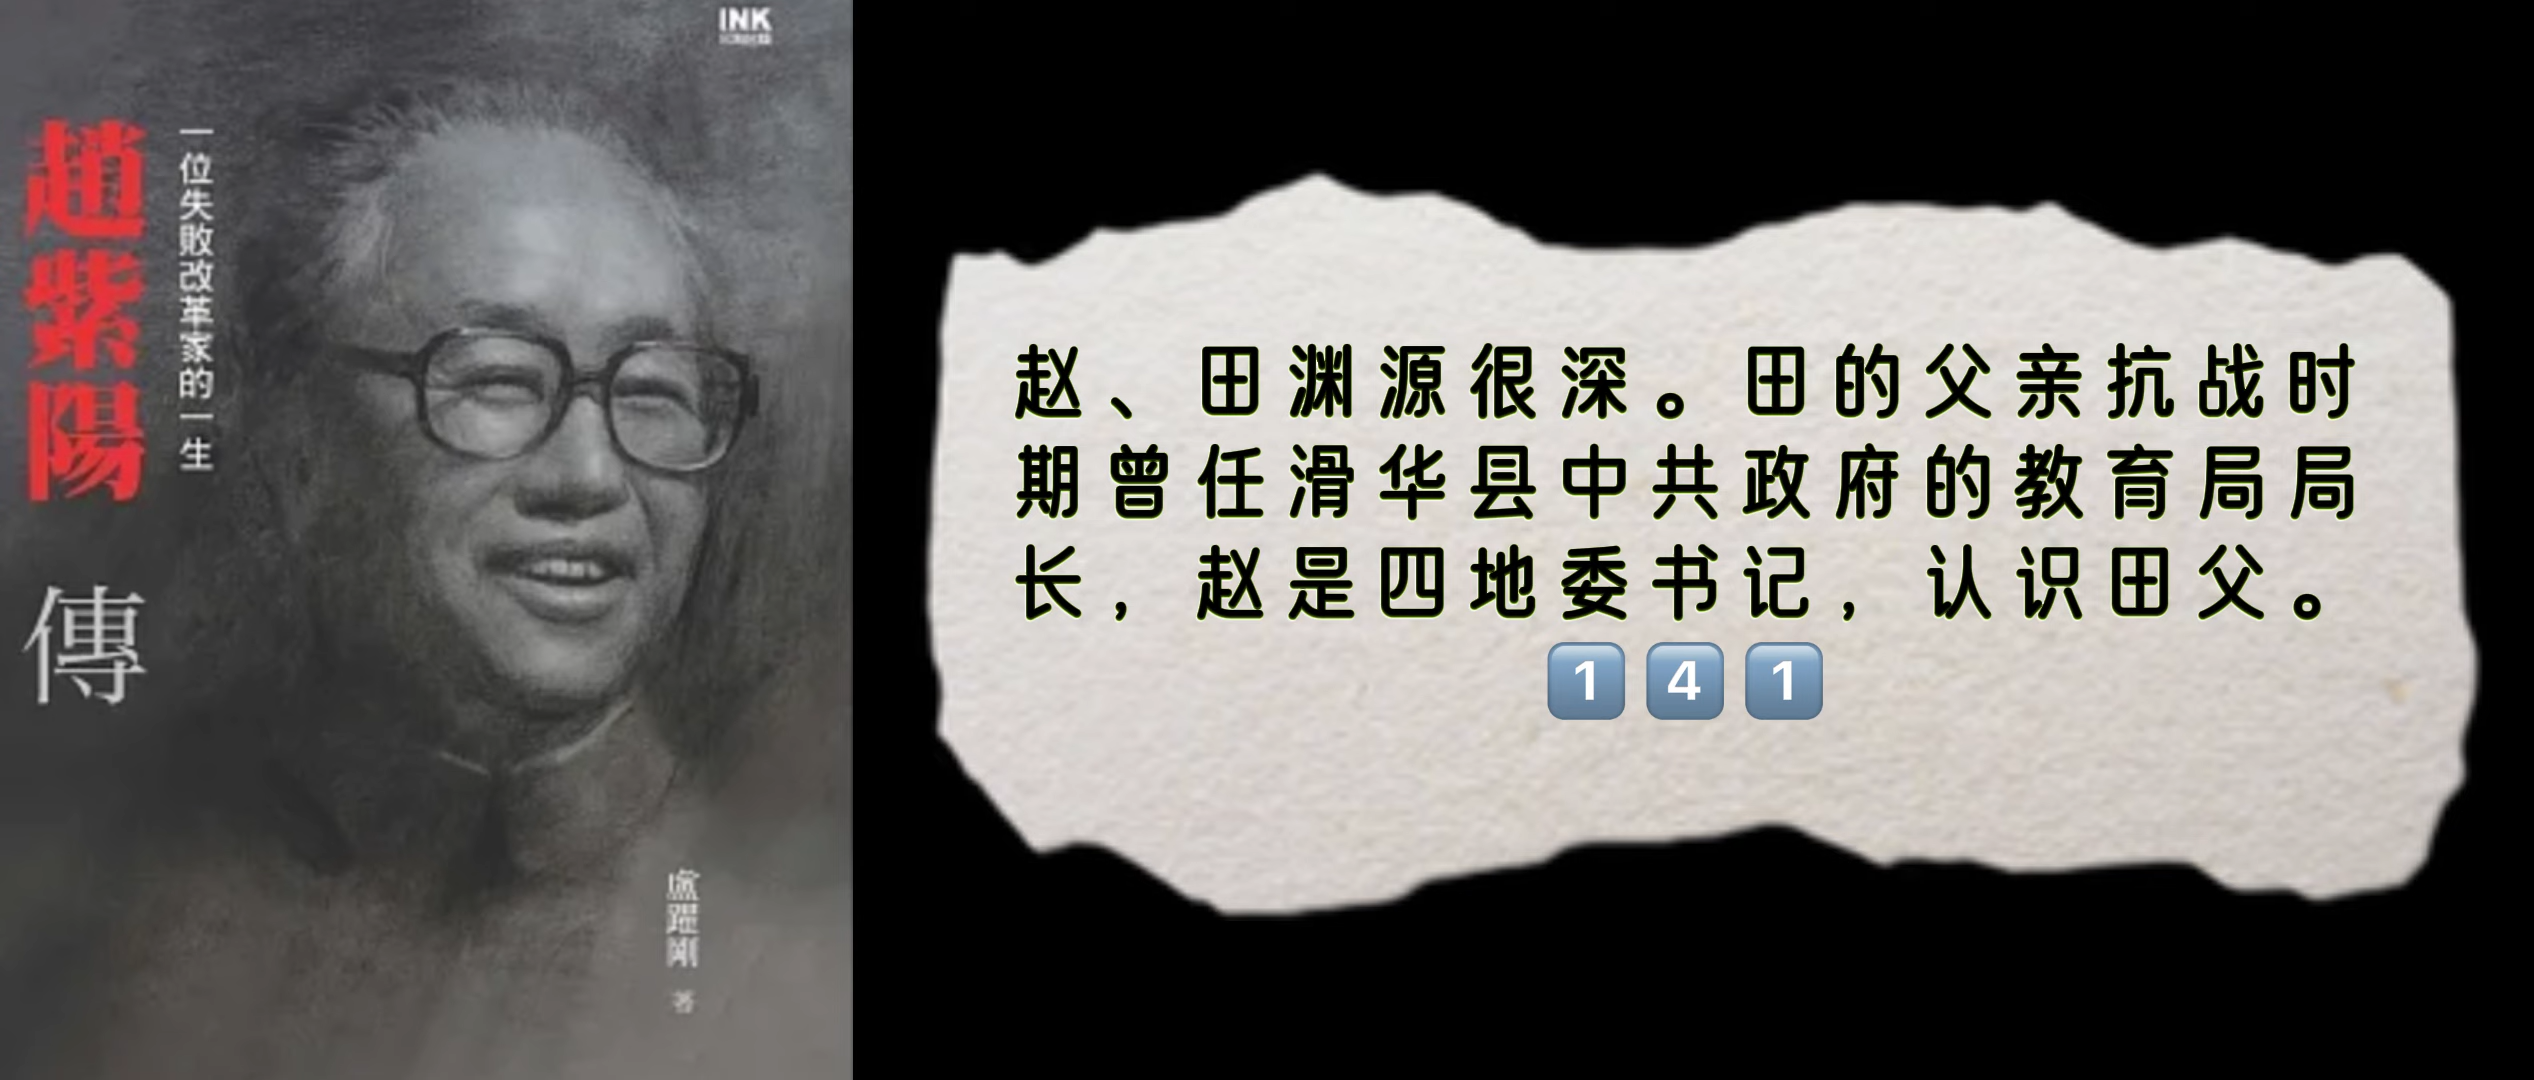 INK
趙紫陽 傳
一位失敗改革家的一生
盧躍剛 著
赵、田渊源很深。田的父亲抗战时
期曾任滑华县中共政府的教育局局
长，赵是四地委书记，认识田父。
1 4 1